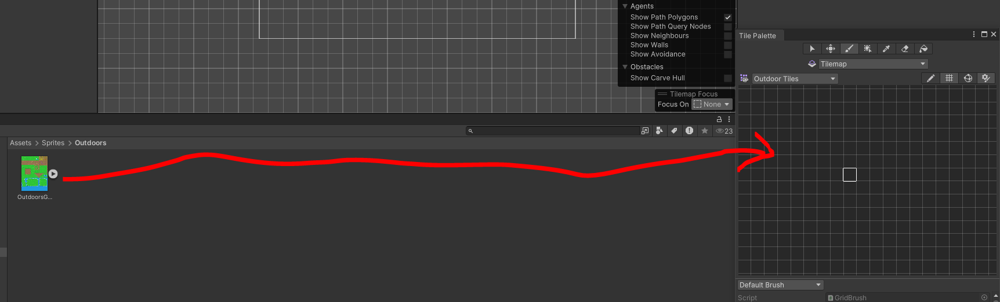 Agents
Show Path Polygons
Show Path Query Nodes
Show Neighbours
Show Walls
Show Avoidance
Obstacles
Show Carve Hull
Tilemap Focus
Focus On None
Tile Palette
Tilemap
Outdoor Tiles
23
Assets > Sprites > Outdoors
OutdoorsG...
Default Brush
Script GridBrush